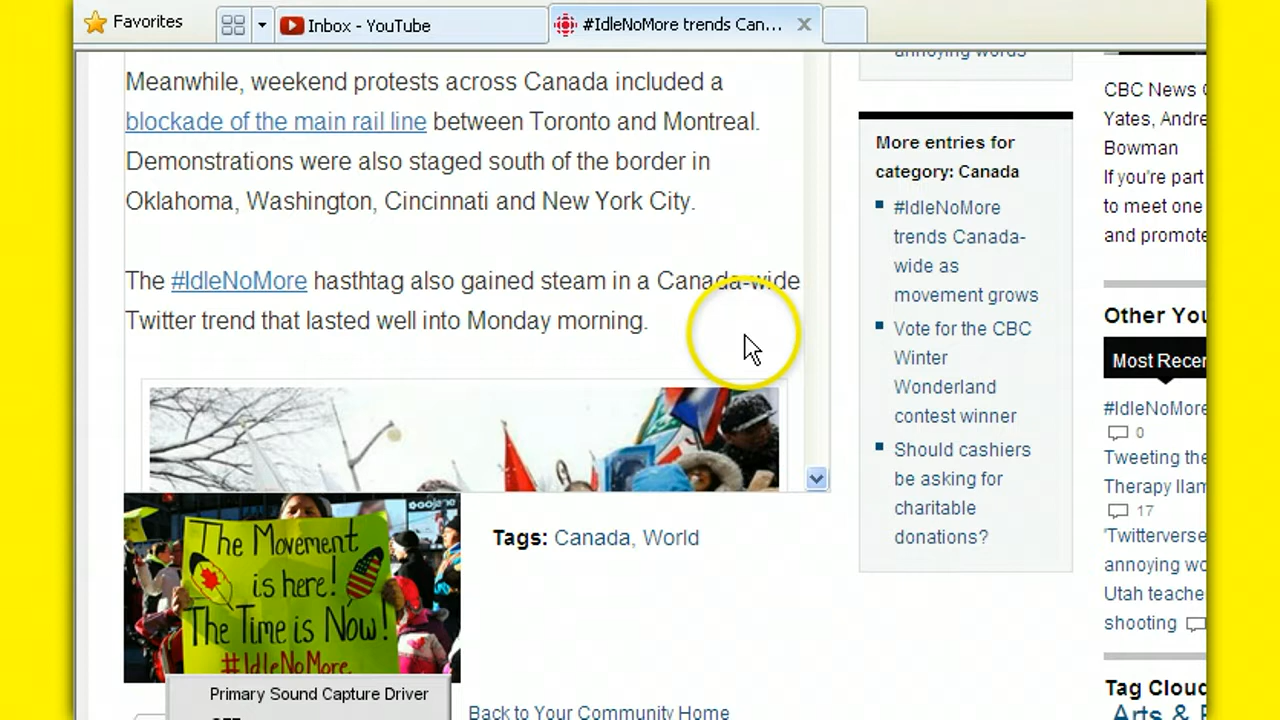 Favorites
Inbox - YouTube
#IdleNoMore trends Can...
Meanwhile, weekend protests across Canada included a
blockade of the main rail line between Toronto and Montreal.
Demonstrations were also staged south of the border in
Oklahoma, Washington, Cincinnati and New York City.
The #IdleNoMore hasthtag also gained steam in a Canada-wide
Twitter trend that lasted well into Monday morning.
The Movement
is here!
The Time is Now!
#IdleNoMore
Primary Sound Capture Driver
Tags: Canada, World
Back to Your Community Home
annoying words
More entries for
category: Canada
#IdleNoMore
trends Canada-
wide as
movement grows
Vote for the CBC
Winter
Wonderland
contest winner
Should cashiers
be asking for
charitable
donations?
CBC News
Yates, Andre
Bowman
If you're part
to meet one
and promote
Other You
Most Recen
#IdleNoMore
0
Tweeting the
Therapy llam
17
'Twitterverse
annoying wo
Utah teache
shooting
Tag Clou
Arts &